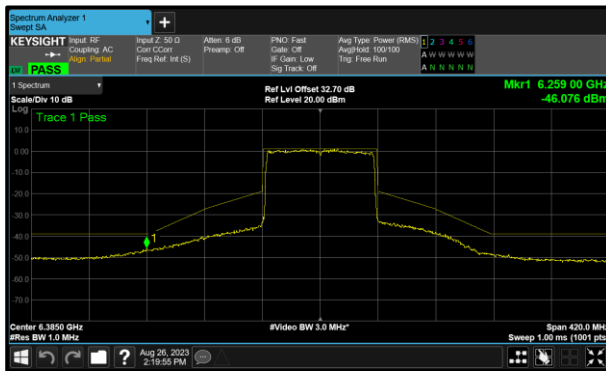 Spectrum Analyzer 1
Swept SA
+
KEYSIGHT
Input: RF
Coupling: AC
Align: Partial
Input Z: 50 Ω
Corr CCorr
Freq Ref: Int (S)
Atten: 6 dB
Preamp: Off
PNO: Fast
Gate: Off
IF Gain: Low
Sig Track: Off
Avg Type: Power (RMS)
Avg|Hold: 100/100
Trig: Free Run
1 2 3 4 5 6
A W W W W W
A N N N N N
PASS
1 Spectrum
Scale/Div 10 dB
Ref Lvl Offset 32.70 dB
Ref Level 20.00 dBm
Mkr1 6.259 00 GHz
-46.076 dBm
Log
Trace 1 Pass
10.0
0.00
-10.0
-20.0
-30.0
-40.0
1
-50.0
-60.0
-70.0
Center 6.3850 GHz
#Res BW 1.0 MHz
#Video BW 3.0 MHz*
Span 420.0 MHz
Sweep 1.00 ms (1001 pts)
?
Aug 26, 2023
2:19:55 PM